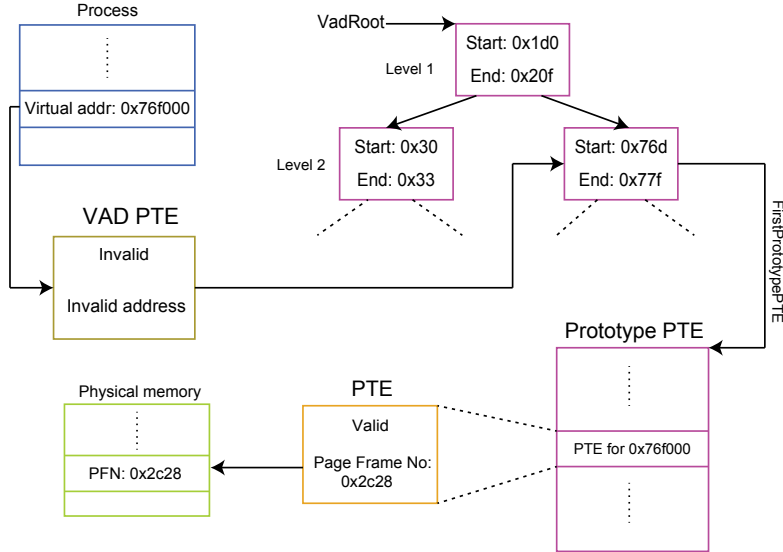 Process
Virtual addr: 0x76f000
VadRoot
Level 1
Start: 0x1d0
End: 0x20f
Level 2
Start: 0x30
End: 0x33
Start: 0x76d
End: 0x77f
VAD PTE
Invalid
Invalid address
FirstPrototypePTE
Prototype PTE
PTE for 0x76f000
PTE
Valid
Page Frame No:
0x2c28
Physical memory
PFN: 0x2c28